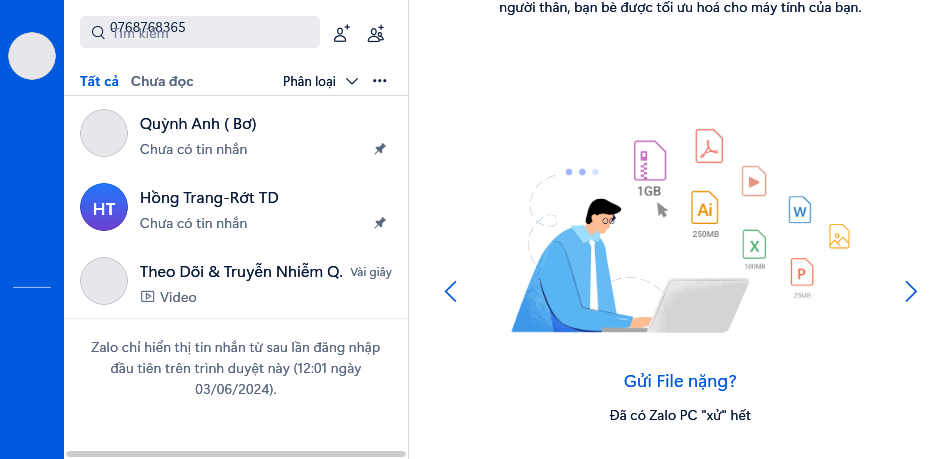 0768768365
Tìm kiếm
Tất cả Chưa đọc Phân loại
Quỳnh Anh ( Bơ)
Chưa có tin nhắn
HT
Hồng Trang-Rớt TD
Chưa có tin nhắn
Theo Dõi & Truyễn Nhiễm Q. Vài giây
Video
Zalo chỉ hiển thị tin nhắn từ sau lần đăng nhập
đầu tiên trên trình duyệt này (12:01 ngày
03/06/2024).
người thân, bạn bè được tối ưu hoá cho máy tính của bạn.
1GB
Ai
250MB
W
X
100MB
P
25MB
Gửi File nặng?
Đã có Zalo PC "xử" hết